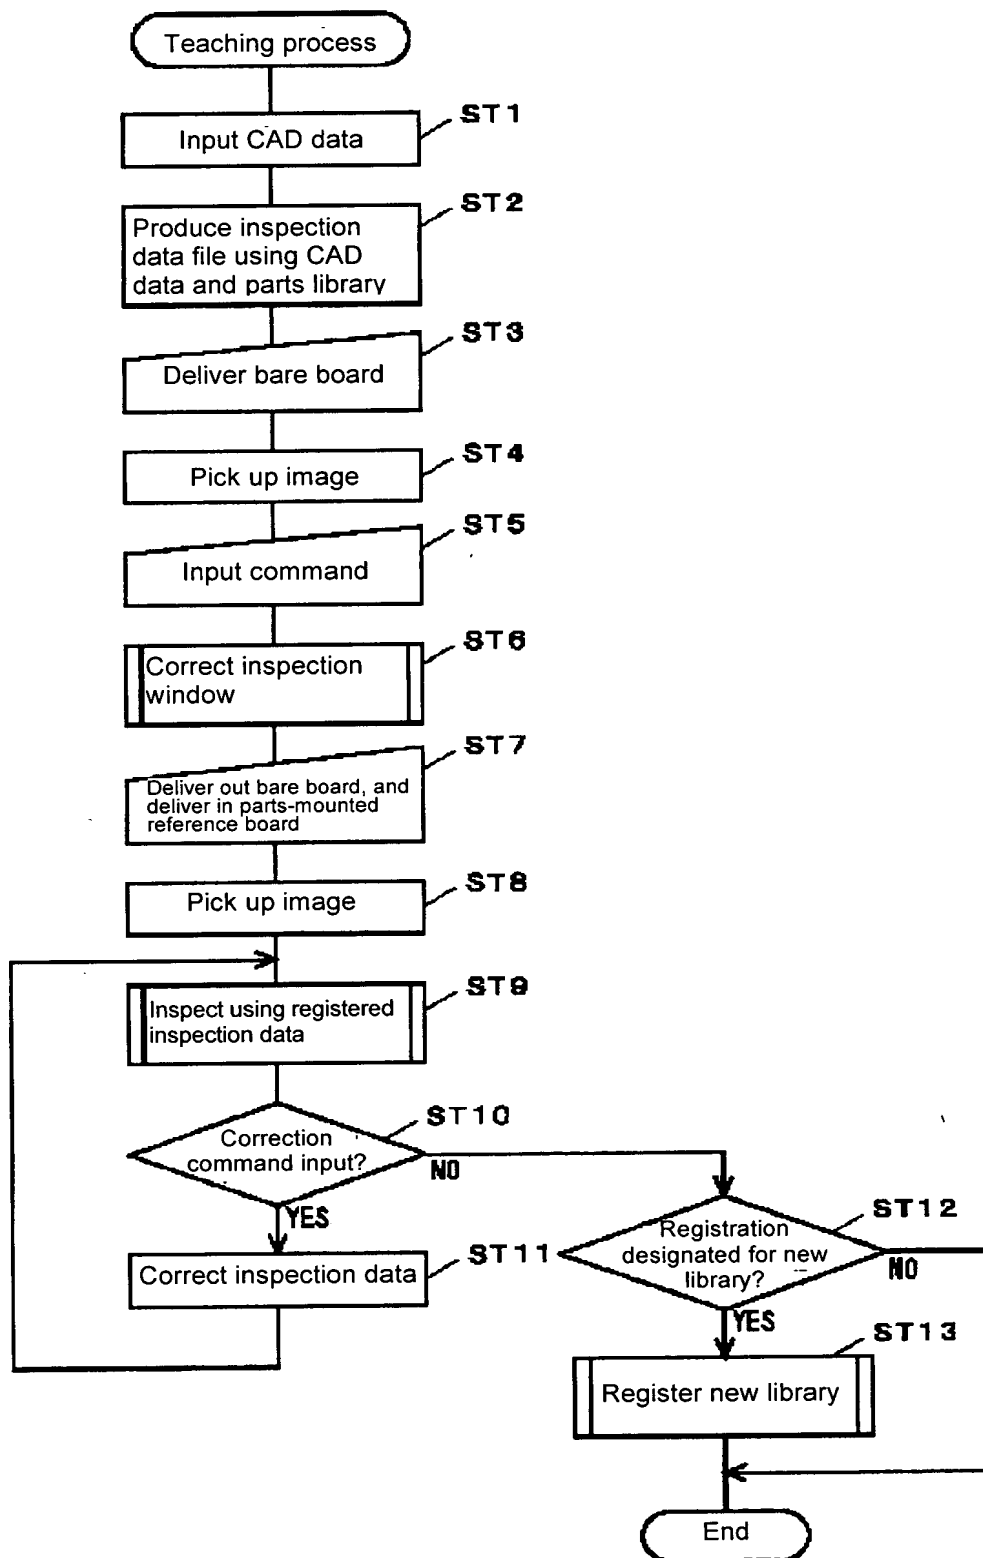 Teaching process
ST1
Input CAD data
ST2
Produce inspection
data file using CAD
data and parts library
ST3
Deliver bare board
ST4
Pick up image
ST5
Input command
ST6
Correct inspection
window
ST7
Deliver out bare board, and
deliver in parts-mounted
reference board
ST8
Pick up image
ST9
Inspect using registered
inspection data
ST10
Correction
command input?
NO
YES
ST11
Correct inspection data
ST12
Registration
designated for new
library?
NO
YES
ST13
Register new library
End